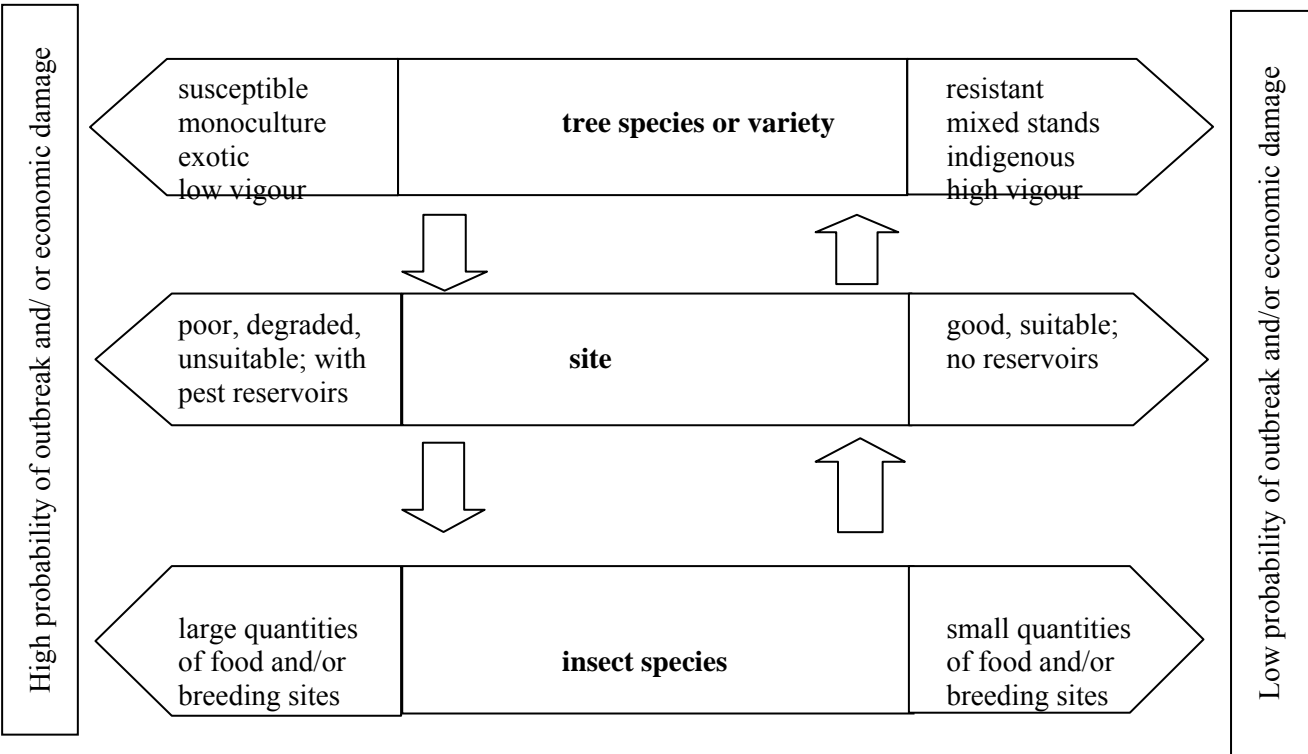 High probability of outbreak and/ or economic damage
susceptible
monoculture
exotic
low vigour
tree species or variety
resistant
mixed stands
indigenous
high vigour
poor, degraded,
unsuitable; with
pest reservoirs
site
good, suitable;
no reservoirs
large quantities
of food and/or
breeding sites
insect species
small quantities
of food and/or
breeding sites
Low probability of outbreak and/or economic damage